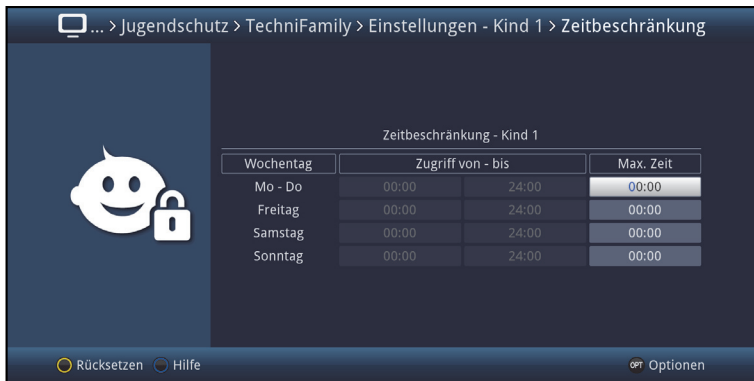 ... > Jugendschutz > TechniFamily > Einstellungen - Kind 1 > Zeitbeschränkung
Zeitbeschränkung - Kind 1
Wochentag Zugriff von - bis Max. Zeit
Mo - Do 00:00 24:00 00:00
Freitag 00:00 24:00 00:00
Samstag 00:00 24:00 00:00
Sonntag 00:00 24:00 00:00
Rücksetzen Hilfe OPT Optionen